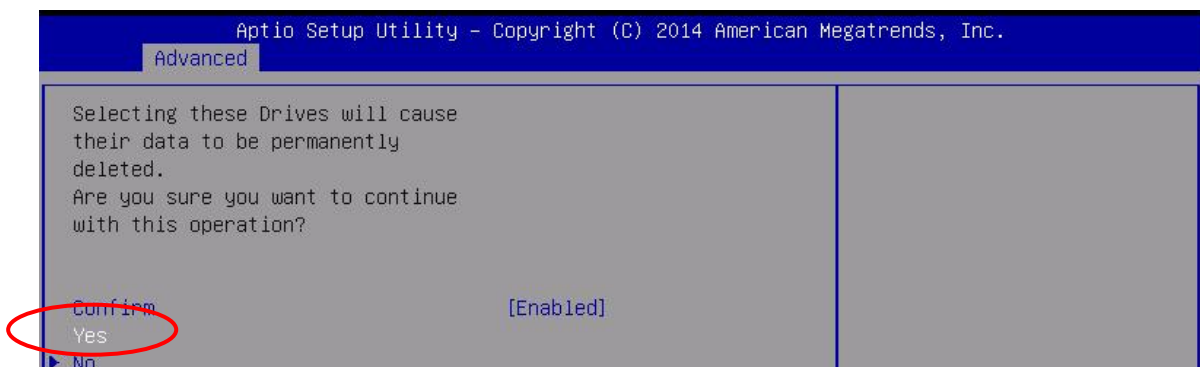 Aptio Setup Utility – Copyright (C) 2014 American Megatrends, Inc.
Advanced
Selecting these Drives will cause
their data to be permanently
deleted.
Are you sure you want to continue
with this operation?
Confirm [Enabled]
Yes
No